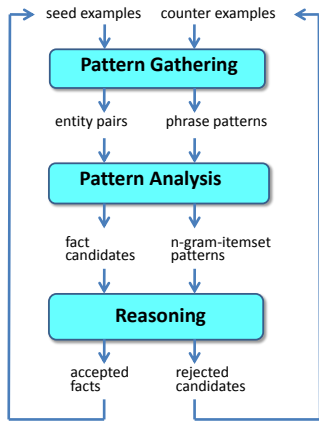 seed examples counter examples
Pattern Gathering
entity pairs phrase patterns
Pattern Analysis
fact candidates
n-gram-itemset patterns
Reasoning
accepted facts
rejected candidates